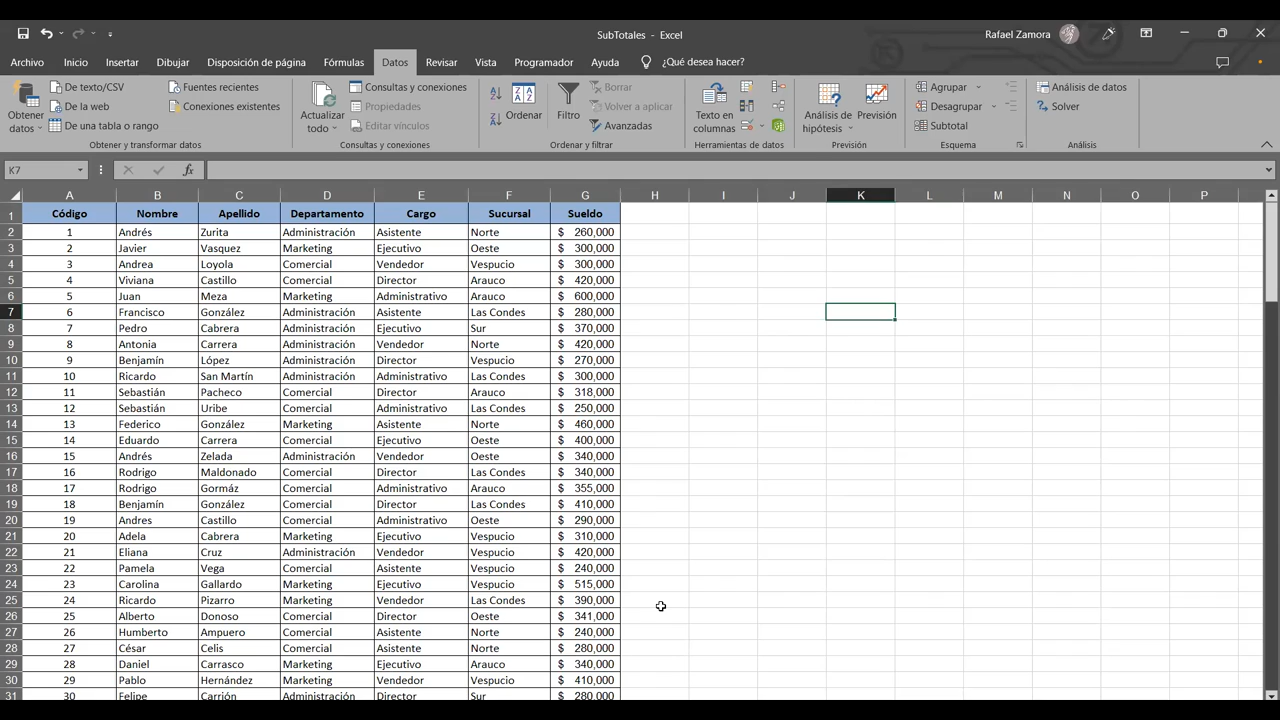 SubTotales - Excel
Rafael Zamora
Archivo Inicio Insertar Dibujar Disposición de página Fórmulas Datos Revisar Vista Programador Ayuda ¿Qué desea hacer?
Obtener datos
De texto/CSV
De la web
De una tabla o rango
Fuentes recientes
Conexiones existentes
Obtener y transformar datos
Actualizar todo
Consultas y conexiones
Propiedades
Editar vínculos
Consultas y conexiones
Ordenar
Filtro
Borrar
Volver a aplicar
Avanzadas
Ordenar y filtrar
Texto en columnas
Herramientas de datos
Análisis de hipótesis
Previsión
Previsión
Agrupar
Desagrupar
Subtotal
Esquema
Análisis de datos
Solver
Análisis
K7 fx
A B C D E F G H I J K L M N O P
1 Código Nombre Apellido Departamento Cargo Sucursal Sueldo
2 1 Andrés Zurita Administración Asistente Norte $ 260,000
3 2 Javier Vasquez Marketing Ejecutivo Oeste $ 300,000
4 3 Andrea Loyola Comercial Vendedor Vespucio $ 300,000
5 4 Viviana Castillo Comercial Director Arauco $ 420,000
6 5 Juan Meza Marketing Administrativo Arauco $ 600,000
7 6 Francisco González Administración Asistente Las Condes $ 280,000
8 7 Pedro Cabrera Administración Ejecutivo Sur $ 370,000
9 8 Antonia Carrera Administración Vendedor Norte $ 420,000
10 9 Benjamín López Administración Director Vespucio $ 270,000
11 10 Ricardo San Martín Administración Administrativo Las Condes $ 300,000
12 11 Sebastián Pacheco Comercial Director Arauco $ 318,000
13 12 Sebastián Uribe Comercial Administrativo Las Condes $ 250,000
14 13 Federico González Marketing Asistente Norte $ 460,000
15 14 Eduardo Carrera Comercial Ejecutivo Oeste $ 400,000
16 15 Andrés Zelada Administración Vendedor Oeste $ 340,000
17 16 Rodrigo Maldonado Comercial Director Las Condes $ 340,000
18 17 Rodrigo Gormáz Comercial Administrativo Arauco $ 355,000
19 18 Benjamín González Comercial Director Las Condes $ 410,000
20 19 Andres Castillo Comercial Administrativo Oeste $ 290,000
21 20 Adela Cabrera Marketing Ejecutivo Vespucio $ 310,000
22 21 Eliana Cruz Administración Vendedor Vespucio $ 420,000
23 22 Pamela Vega Comercial Asistente Vespucio $ 240,000
24 23 Carolina Gallardo Marketing Ejecutivo Vespucio $ 515,000
25 24 Ricardo Pizarro Marketing Vendedor Las Condes $ 390,000
26 25 Alberto Donoso Comercial Director Oeste $ 341,000
27 26 Humberto Ampuero Comercial Asistente Norte $ 240,000
28 27 César Celis Comercial Asistente Norte $ 280,000
29 28 Daniel Carrasco Marketing Ejecutivo Arauco $ 340,000
30 29 Pablo Hernández Marketing Vendedor Vespucio $ 410,000
31 30 Felipe Carrión Administración Director Sur $ 280,000